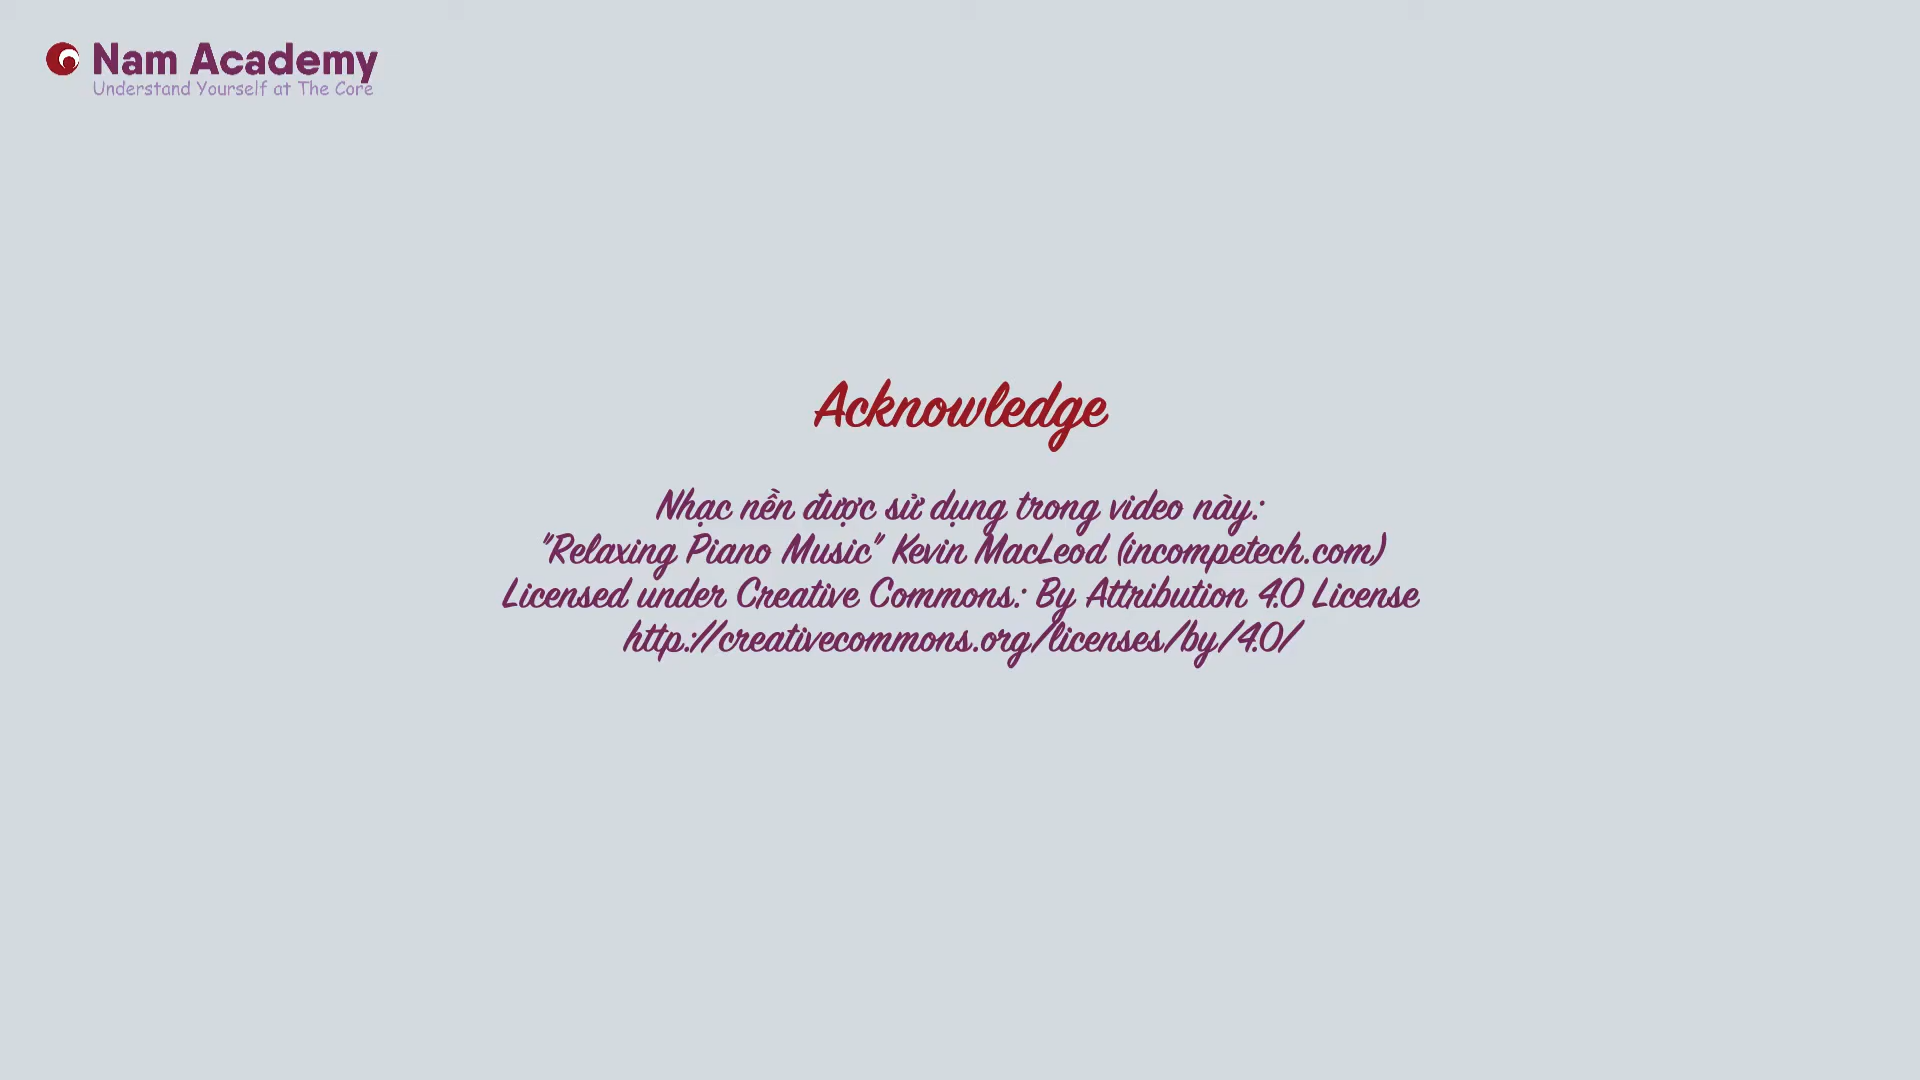 Nam Academy
Understand Yourself at The Core
Acknowledge
Nhạc nền được sử dụng trong video này:
"Relaxing Piano Music" Kevin MacLeod (incompetech.com)
Licensed under Creative Commons: By Attribution 4.0 License
http://creativecommons.org/licenses/by/4.0/